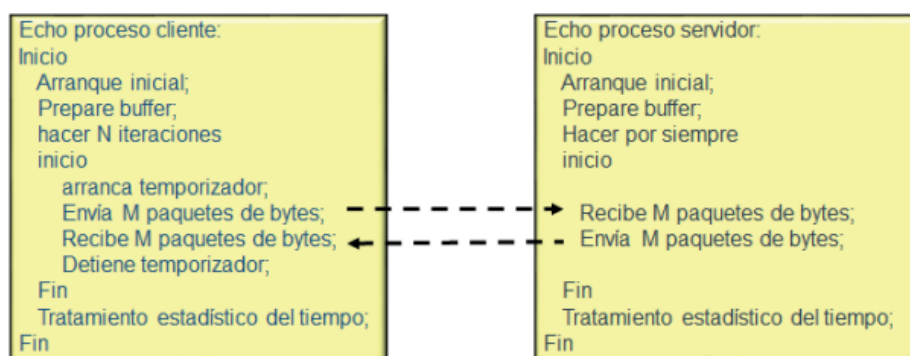 Echo proceso cliente:
Inicio
Arranque inicial;
Prepare buffer;
hacer N iteraciones
inicio
arranca temporizador;
Envía M paquetes de bytes;
Recibe M paquetes de bytes;
Detiene temporizador;
Fin
Tratamiento estadístico del tiempo;
Fin
Echo proceso servidor:
Inicio
Arranque inicial;
Prepare buffer;
Hacer por siempre
inicio
Recibe M paquetes de bytes;
Envía M paquetes de bytes;
Fin
Tratamiento estadístico del tiempo;
Fin